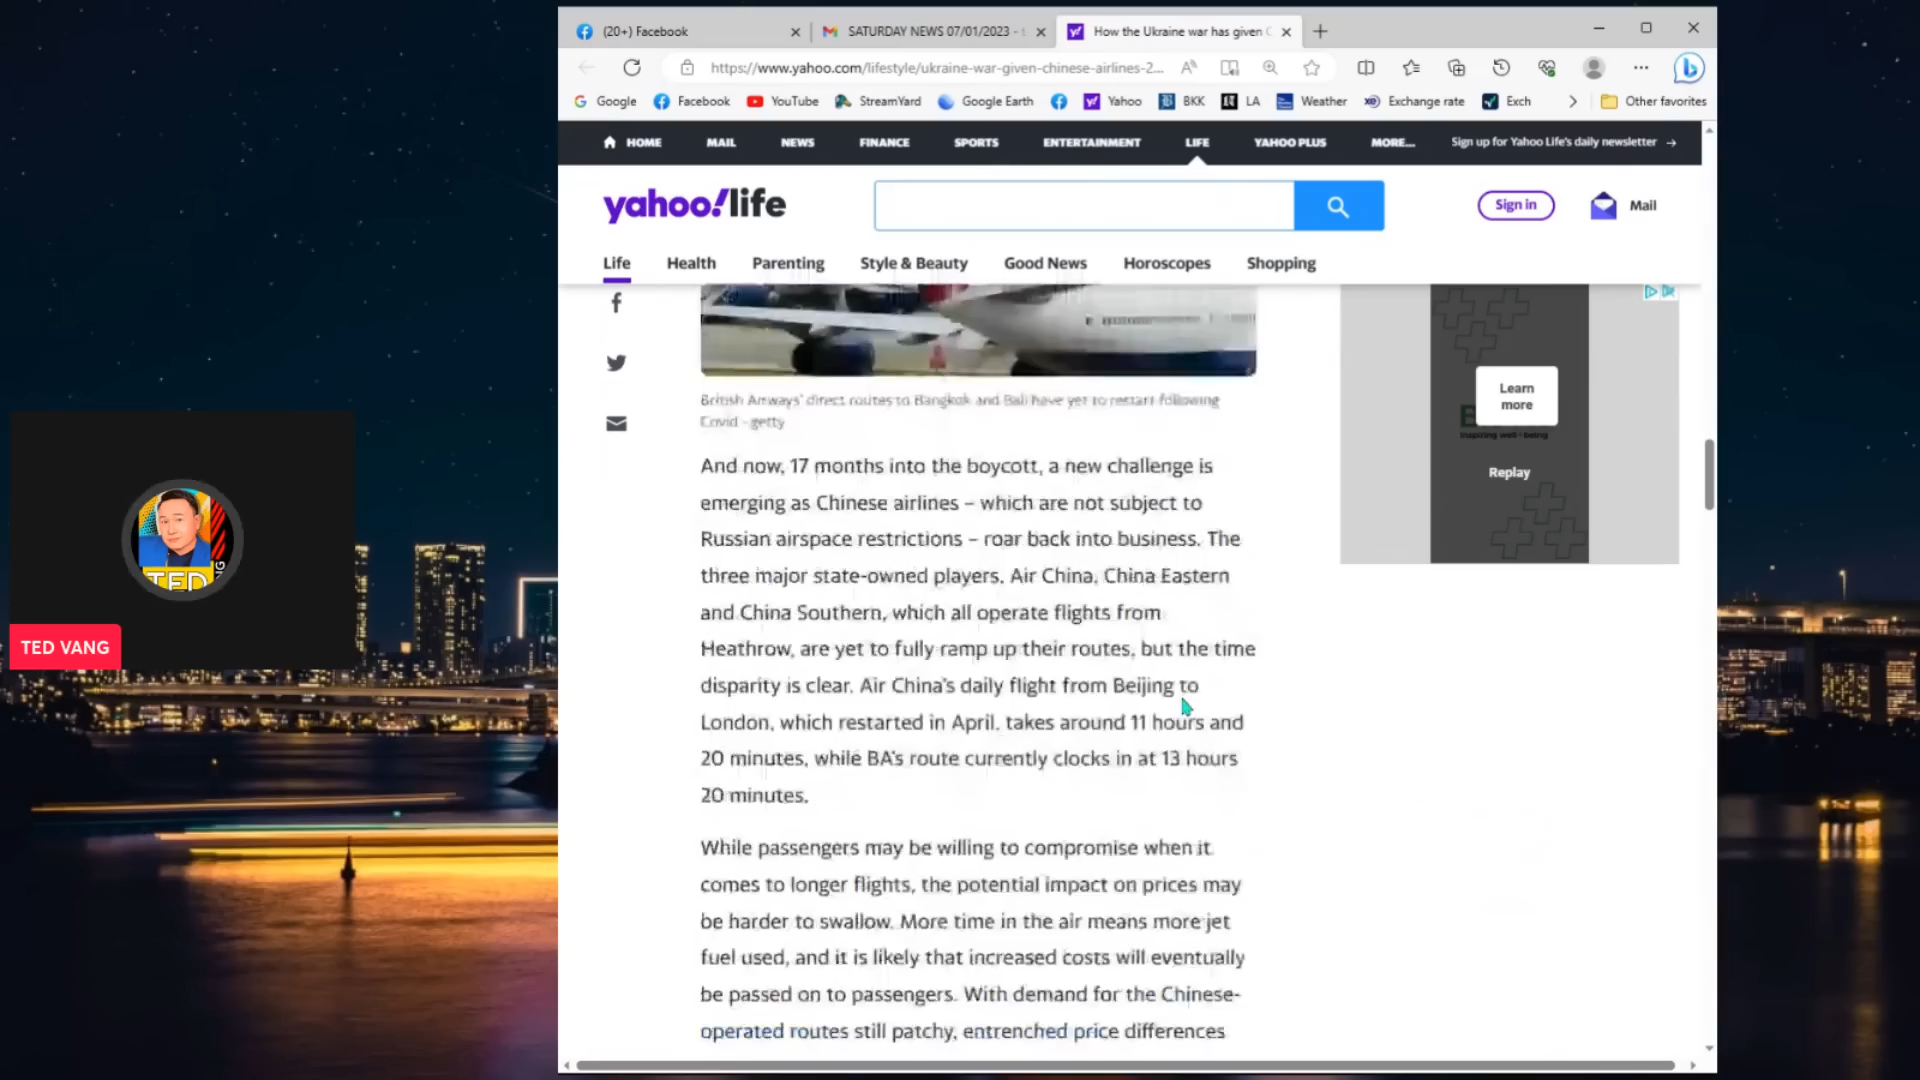 (20+) Facebook
SATURDAY NEWS 07/01/2023 -
How the Ukraine war has given
https://www.yahoo.com/lifestyle/ukraine-war-given-chinese-airlines-2...
Google
Facebook
YouTube
StreamYard
Google Earth
Yahoo
BKK
LA
Weather
Exchange rate
Exch
Other favorites
HOME
MAIL
NEWS
FINANCE
SPORTS
ENTERTAINMENT
LIFE
YAHOO PLUS
MORE...
Sign up for Yahoo Life's daily newsletter →
yahoo!life
Sign in
Mail
Life
Health
Parenting
Style & Beauty
Good News
Horoscopes
Shopping
British Airways' direct routes to Bangkok and Bali have yet to restart following
Covid - getty
And now, 17 months into the boycott, a new challenge is
emerging as Chinese airlines – which are not subject to
Russian airspace restrictions – roar back into business. The
three major state-owned players, Air China, China Eastern
and China Southern, which all operate flights from
Heathrow, are yet to fully ramp up their routes, but the time
disparity is clear. Air China's daily flight from Beijing to
London, which restarted in April, takes around 11 hours and
20 minutes, while BA's route currently clocks in at 13 hours
20 minutes.
While passengers may be willing to compromise when it
comes to longer flights, the potential impact on prices may
be harder to swallow. More time in the air means more jet
fuel used, and it is likely that increased costs will eventually
be passed on to passengers. With demand for the Chinese-
operated routes still patchy, entrenched price differences
Learn
more
Inspiring well-being
Replay
TED
TED VANG